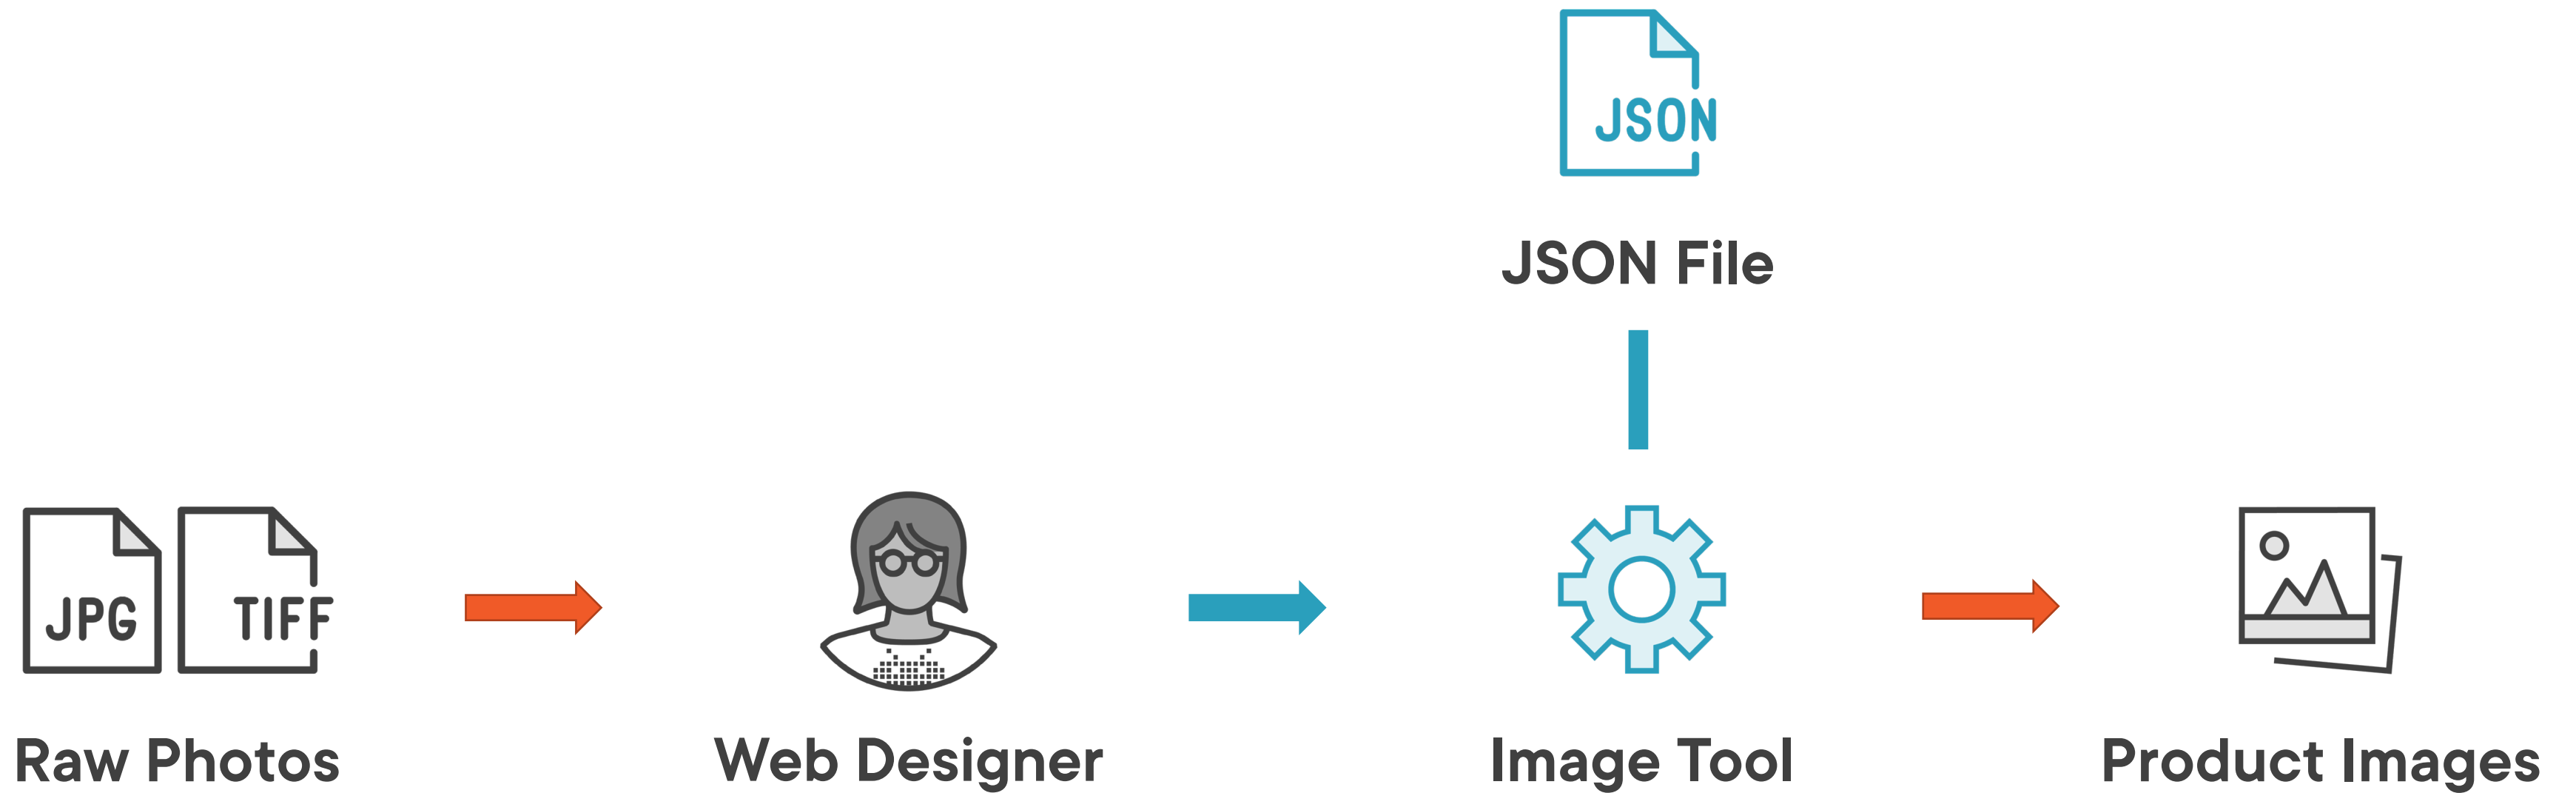 JSON
JSON File
JPG
TIFF
Raw Photos
Web Designer
Image Tool
Product Images